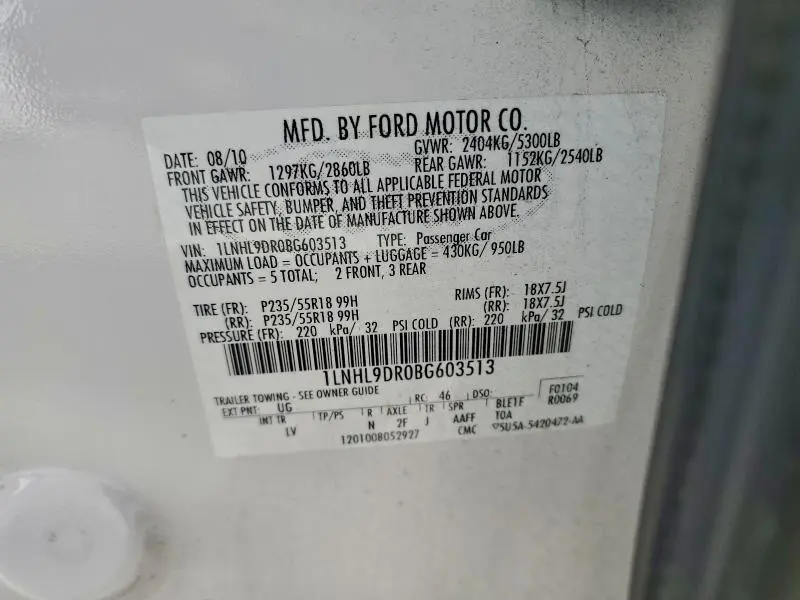 MFD. BY FORD MOTOR CO.
DATE: 08/10 GVWR: 2404KG/5300LB
FRONT GAWR: 1297KG/2860LB REAR GAWR: 1152KG/2540LB
THIS VEHICLE CONFORMS TO ALL APPLICABLE FEDERAL MOTOR
VEHICLE SAFETY, BUMPER, AND THEFT PREVENTION STANDARDS
IN EFFECT ON THE DATE OF MANUFACTURE SHOWN ABOVE.
VIN: 1LNHL9DR0BG603513 TYPE: Passenger Car
MAXIMUM LOAD = OCCUPANTS + LUGGAGE = 430KG/ 950LB
OCCUPANTS = 5 TOTAL; 2 FRONT, 3 REAR
TIRE (FR): P235/55R18 99H RIMS (FR): 18X7.5J
(RR): P235/55R18 99H (RR): 18X7.5J
PRESSURE (FR): 220 kPa/ 32 PSI COLD (RR): 220 kPa/ 32 PSI COLD
1LNHL9DR0BG603513
TRAILER TOWING - SEE OWNER GUIDE RC: 46 DSO: F0104
EXT PNT: UG BLETF R0069
INT TR TP/PS R AXLE TR SPR TOA
LV N 2F J AAFF
1201008052927 CMC 5U5A-5420472-AA